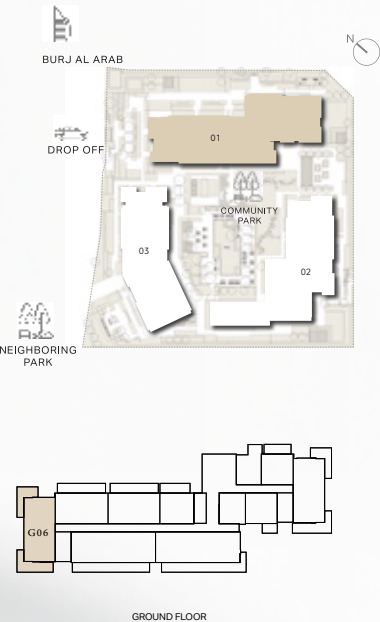 N
BURJ AL ARAB
01
DROP OFF
COMMUNITY
PARK
03
02
NEIGHBORING
PARK
G06
GROUND FLOOR